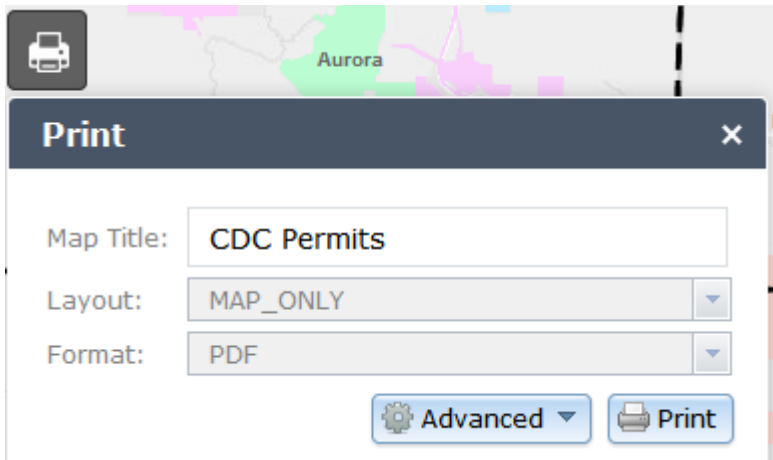 Aurora
Print ×
Map Title: CDC Permits
Layout: MAP_ONLY
Format: PDF
Advanced Print